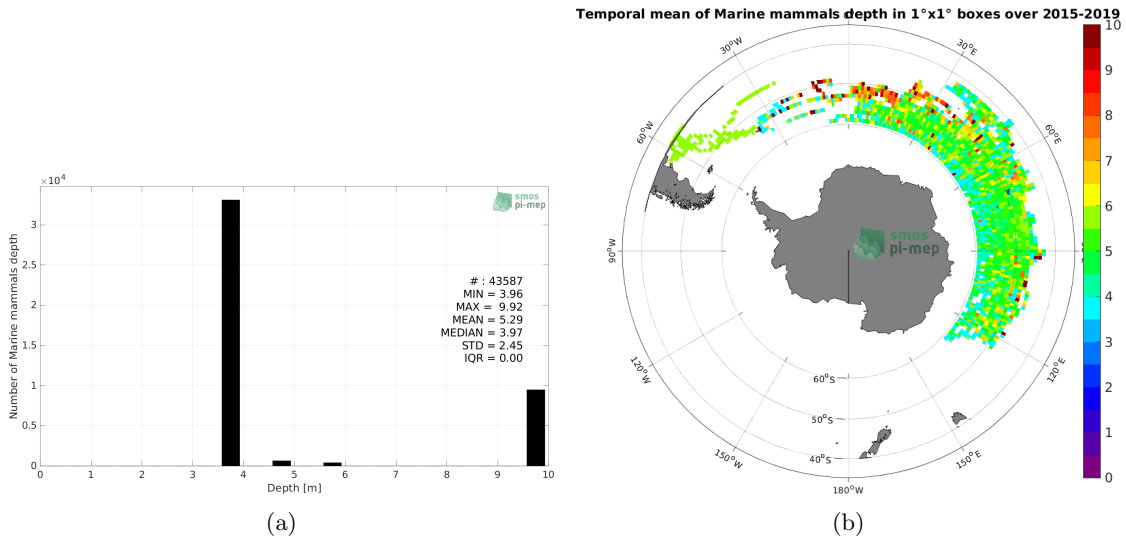 Temporal mean of Marine mammals depth in 1°x1° boxes over 2015-2019
×10⁴
smos
pi-mep
Number of Marine mammals depth
3
2.5
2
1.5
1
0.5
0
# : 43587
MIN = 3.96
MAX = 9.92
MEAN = 5.29
MEDIAN = 3.97
STD = 2.45
IQR = 0.00
0 1 2 3 4 5 6 7 8 9 10
Depth [m]
(a)
30°W
30°E
60°W
60°E
90°W
120°W
120°E
150°W
150°E
180°W
60°S
50°S
40°S
smos
pi-mep
10
9
8
7
6
5
4
3
2
1
0
(b)